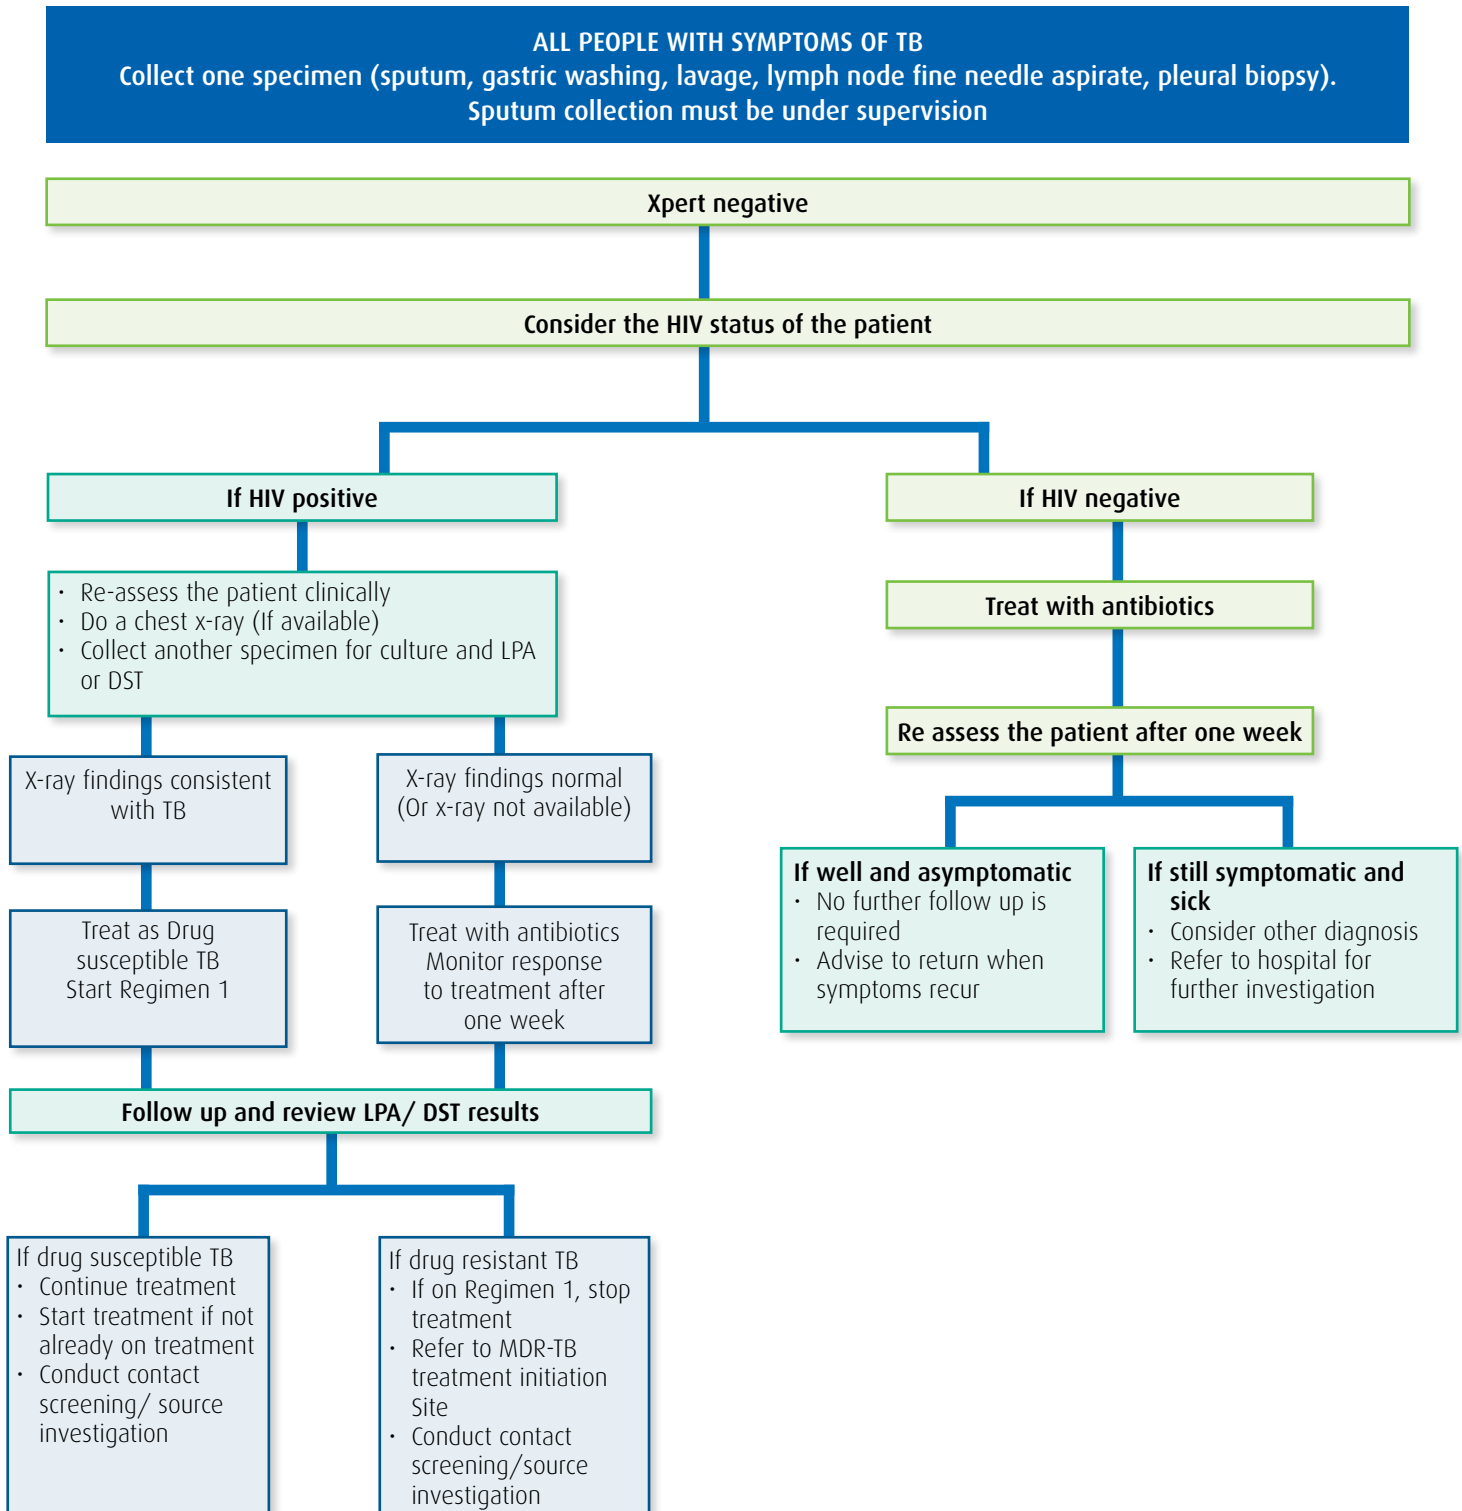 ALL PEOPLE WITH SYMPTOMS OF TB
Collect one specimen (sputum, gastric washing, lavage, lymph node fine needle aspirate, pleural biopsy).
Sputum collection must be under supervision
Xpert negative
Consider the HIV status of the patient
If HIV positive
· Re-assess the patient clinically
· Do a chest x-ray (If available)
· Collect another specimen for culture and LPA
or DST
X-ray findings consistent
with TB
Treat as Drug
susceptible TB
Start Regimen 1
X-ray findings normal
(Or x-ray not available)
Treat with antibiotics
Monitor response
to treatment after
one week
Follow up and review LPA/ DST results
If drug susceptible TB
· Continue treatment
· Start treatment if not
already on treatment
· Conduct contact
screening/ source
investigation
If drug resistant TB
· If on Regimen 1, stop
treatment
· Refer to MDR-TB
treatment initiation
Site
· Conduct contact
screening/source
investigation
If HIV negative
Treat with antibiotics
Re assess the patient after one week
If well and asymptomatic
· No further follow up is
required
· Advise to return when
symptoms recur
If still symptomatic and
sick
· Consider other diagnosis
· Refer to hospital for
further investigation